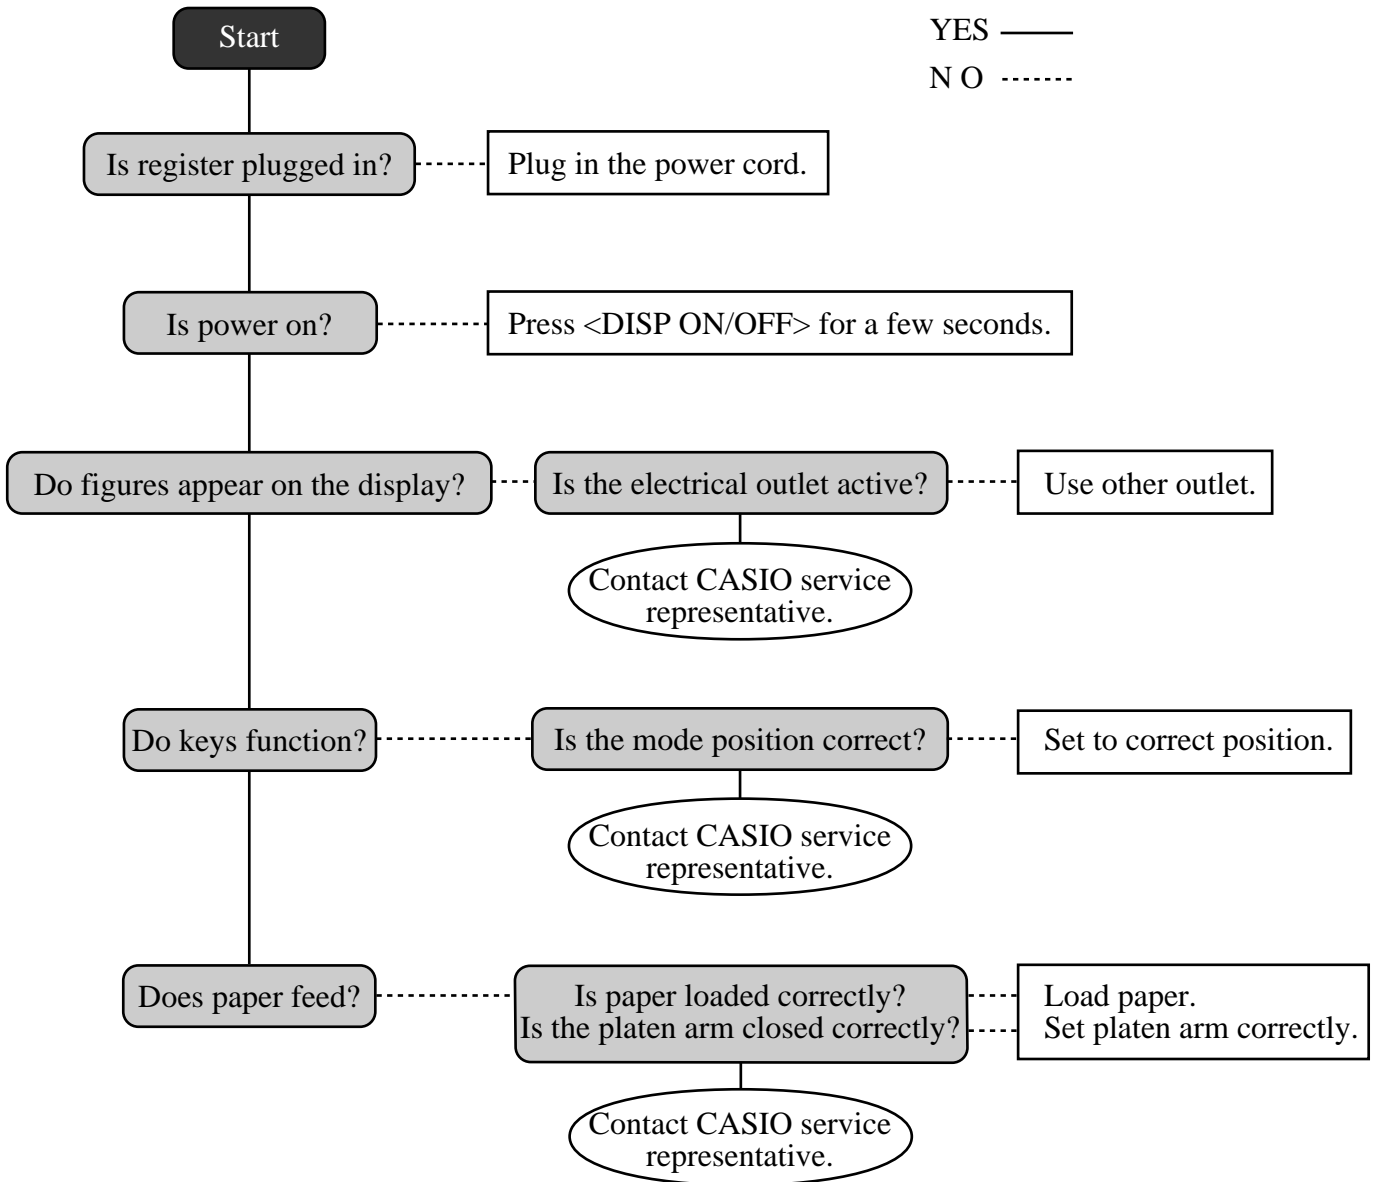 Start
YES
N O
Is register plugged in?
Plug in the power cord.
Is power on?
Press <DISP ON/OFF> for a few seconds.
Do figures appear on the display?
Is the electrical outlet active?
Use other outlet.
Contact CASIO service
representative.
Do keys function?
Is the mode position correct?
Set to correct position.
Contact CASIO service
representative.
Does paper feed?
Is paper loaded correctly?
Is the platen arm closed correctly?
Load paper.
Set platen arm correctly.
Contact CASIO service
representative.